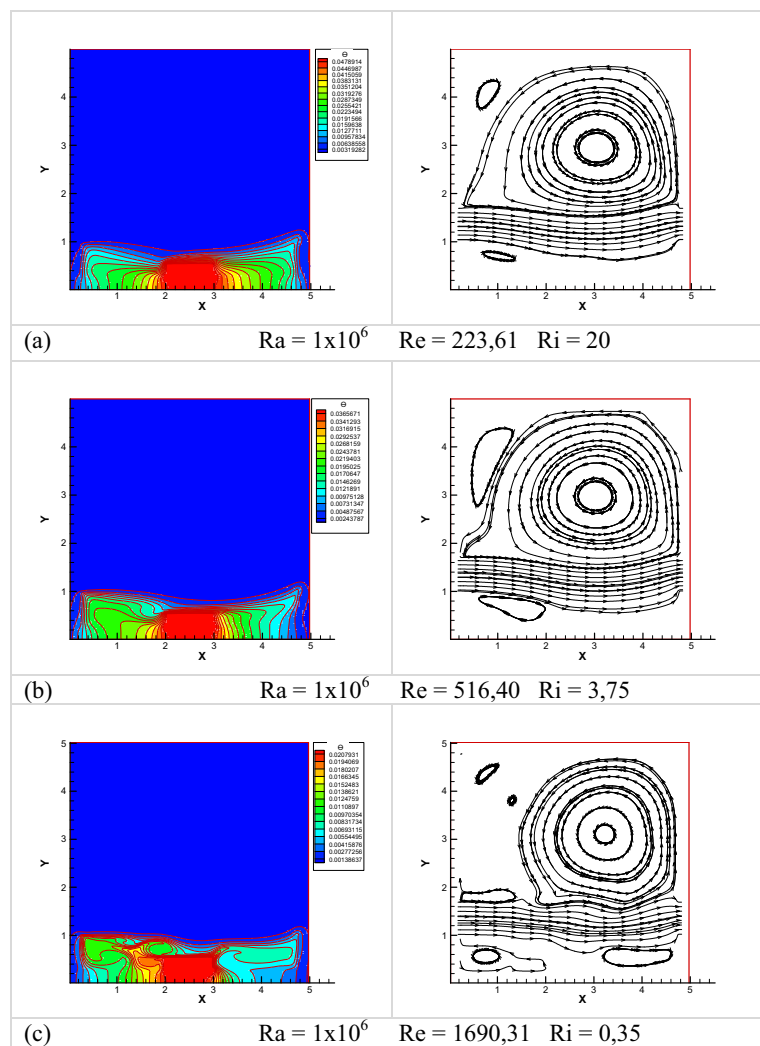 Θ
0.0478914
0.0446987
0.0415059
0.0383131
0.0351204
0.0319276
0.0287349
0.0255421
0.0223494
0.0191566
0.0159638
0.0127711
0.00957834
0.00638558
0.00319282
4
3
2
1
Y
1 2 3 4 5
X
4
3
2
1
Y
1 2 3 4 5
X
(a) Ra = 1x10⁶ Re = 223,61 Ri = 20
Θ
0.0365671
0.0341293
0.0316915
0.0292537
0.0268159
0.0243781
0.0219403
0.0195025
0.0170647
0.0146269
0.0121891
0.00975128
0.00731347
0.00487567
0.00243787
4
3
2
1
Y
1 2 3 4 5
X
4
3
2
1
Y
1 2 3 4 5
X
(b) Ra = 1x10⁶ Re = 516,40 Ri = 3,75
Θ
0.0207931
0.0194069
0.0180207
0.0166345
0.0152483
0.0138621
0.0124759
0.0110897
0.00970354
0.00831734
0.00693115
0.00554495
0.00415876
0.00277256
0.00138637
5
4
3
2
1
Y
1 2 3 4 5
X
5
4
3
2
1
Y
1 2 3 4 5
X
(c) Ra = 1x10⁶ Re = 1690,31 Ri = 0,35